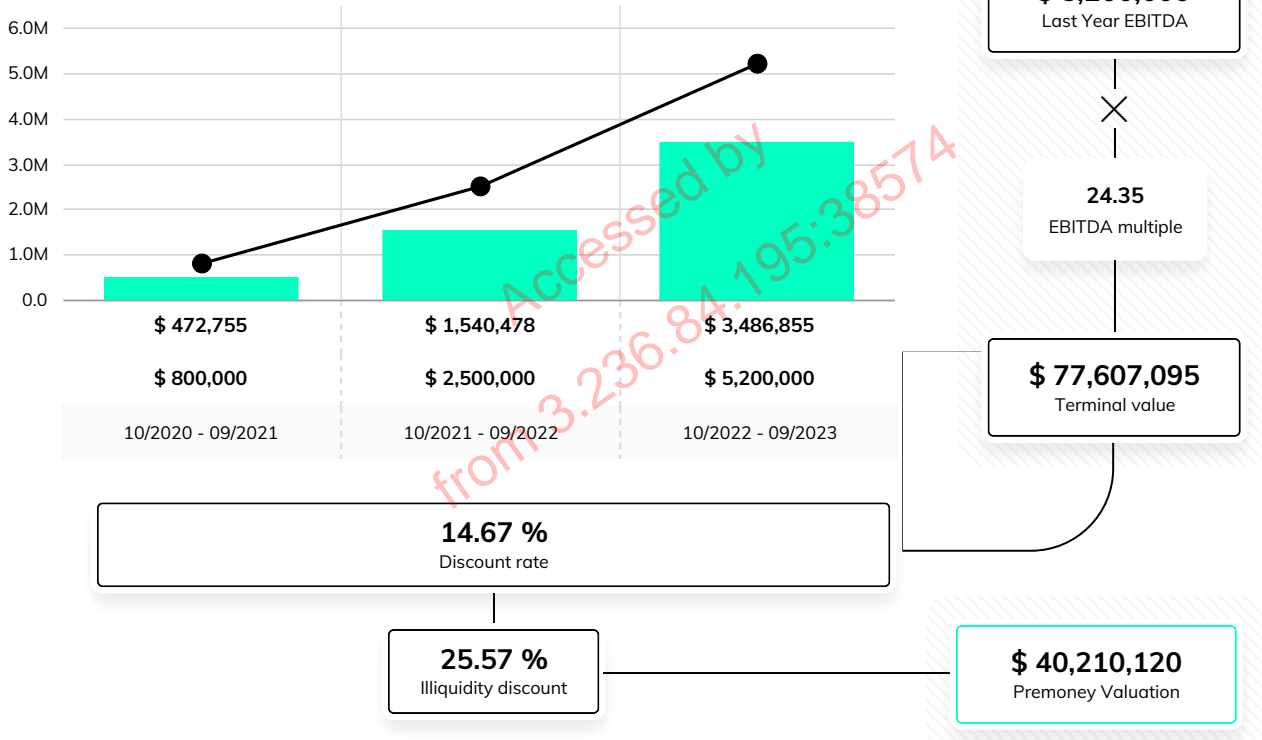 Last Year EBITDA
6.0M
5.0M
4.0M
3.0M
2.0M
1.0M
0.0
24.35
EBITDA multiple
$ 472,755
$ 1,540,478
$ 3,486,855
$ 800,000
$ 2,500,000
$ 5,200,000
10/2020 - 09/2021
10/2021 - 09/2022
10/2022 - 09/2023
$ 77,607,095
Terminal value
14.67 %
Discount rate
25.57 %
Illiquidity discount
$ 40,210,120
Premoney Valuation
Accessed by
from 3.236.84.195:38574